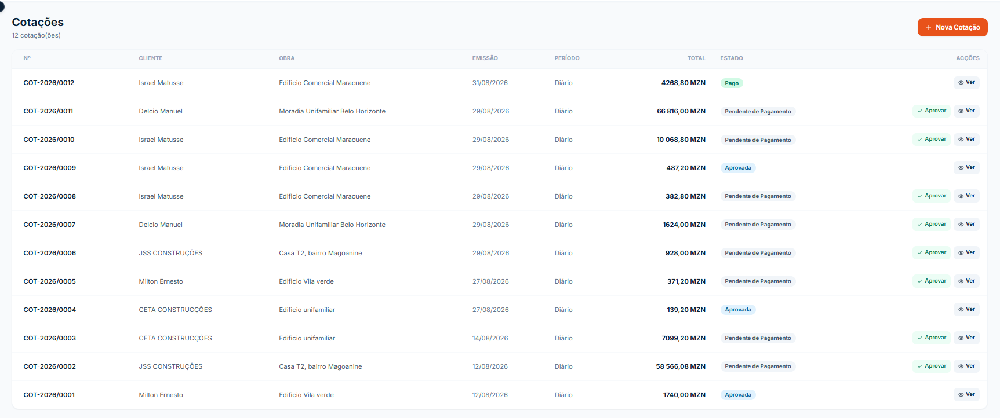 Cotações
12 cotação(ões)
+ Nova Cotação
Nº CLIENTE OBRA EMISSÃO PERÍODO TOTAL ESTADO ACÇÕES
COT-2026/0012 Israel Matusse Edificio Comercial Maracuene 31/08/2026 Diário 4268,80 MZN Pago Ver
COT-2026/0011 Delcio Manuel Moradia Unifamiliar Belo Horizonte 29/08/2026 Diário 66 816,00 MZN Pendente de Pagamento Aprovar Ver
COT-2026/0010 Israel Matusse Edificio Comercial Maracuene 29/08/2026 Diário 10 068,80 MZN Pendente de Pagamento Aprovar Ver
COT-2026/0009 Israel Matusse Edificio Comercial Maracuene 29/08/2026 Diário 487,20 MZN Aprovada Ver
COT-2026/0008 Israel Matusse Edificio Comercial Maracuene 29/08/2026 Diário 382,80 MZN Pendente de Pagamento Aprovar Ver
COT-2026/0007 Delcio Manuel Moradia Unifamiliar Belo Horizonte 29/08/2026 Diário 1624,00 MZN Pendente de Pagamento Aprovar Ver
COT-2026/0006 JSS CONSTRUÇÕES Casa T2, bairro Magoanine 29/08/2026 Diário 928,00 MZN Pendente de Pagamento Aprovar Ver
COT-2026/0005 Milton Ernesto Edificio Vila verde 27/08/2026 Diário 371,20 MZN Pendente de Pagamento Aprovar Ver
COT-2026/0004 CETA CONSTRUCÇÕES Edificio unifamiliar 27/08/2026 Diário 139,20 MZN Aprovada Ver
COT-2026/0003 CETA CONSTRUCÇÕES Edificio unifamiliar 14/08/2026 Diário 7099,20 MZN Pendente de Pagamento Aprovar Ver
COT-2026/0002 JSS CONSTRUÇÕES Casa T2, bairro Magoanine 12/08/2026 Diário 58 566,08 MZN Pendente de Pagamento Aprovar Ver
COT-2026/0001 Milton Ernesto Edificio Vila verde 12/08/2026 Diário 1740,00 MZN Aprovada Ver